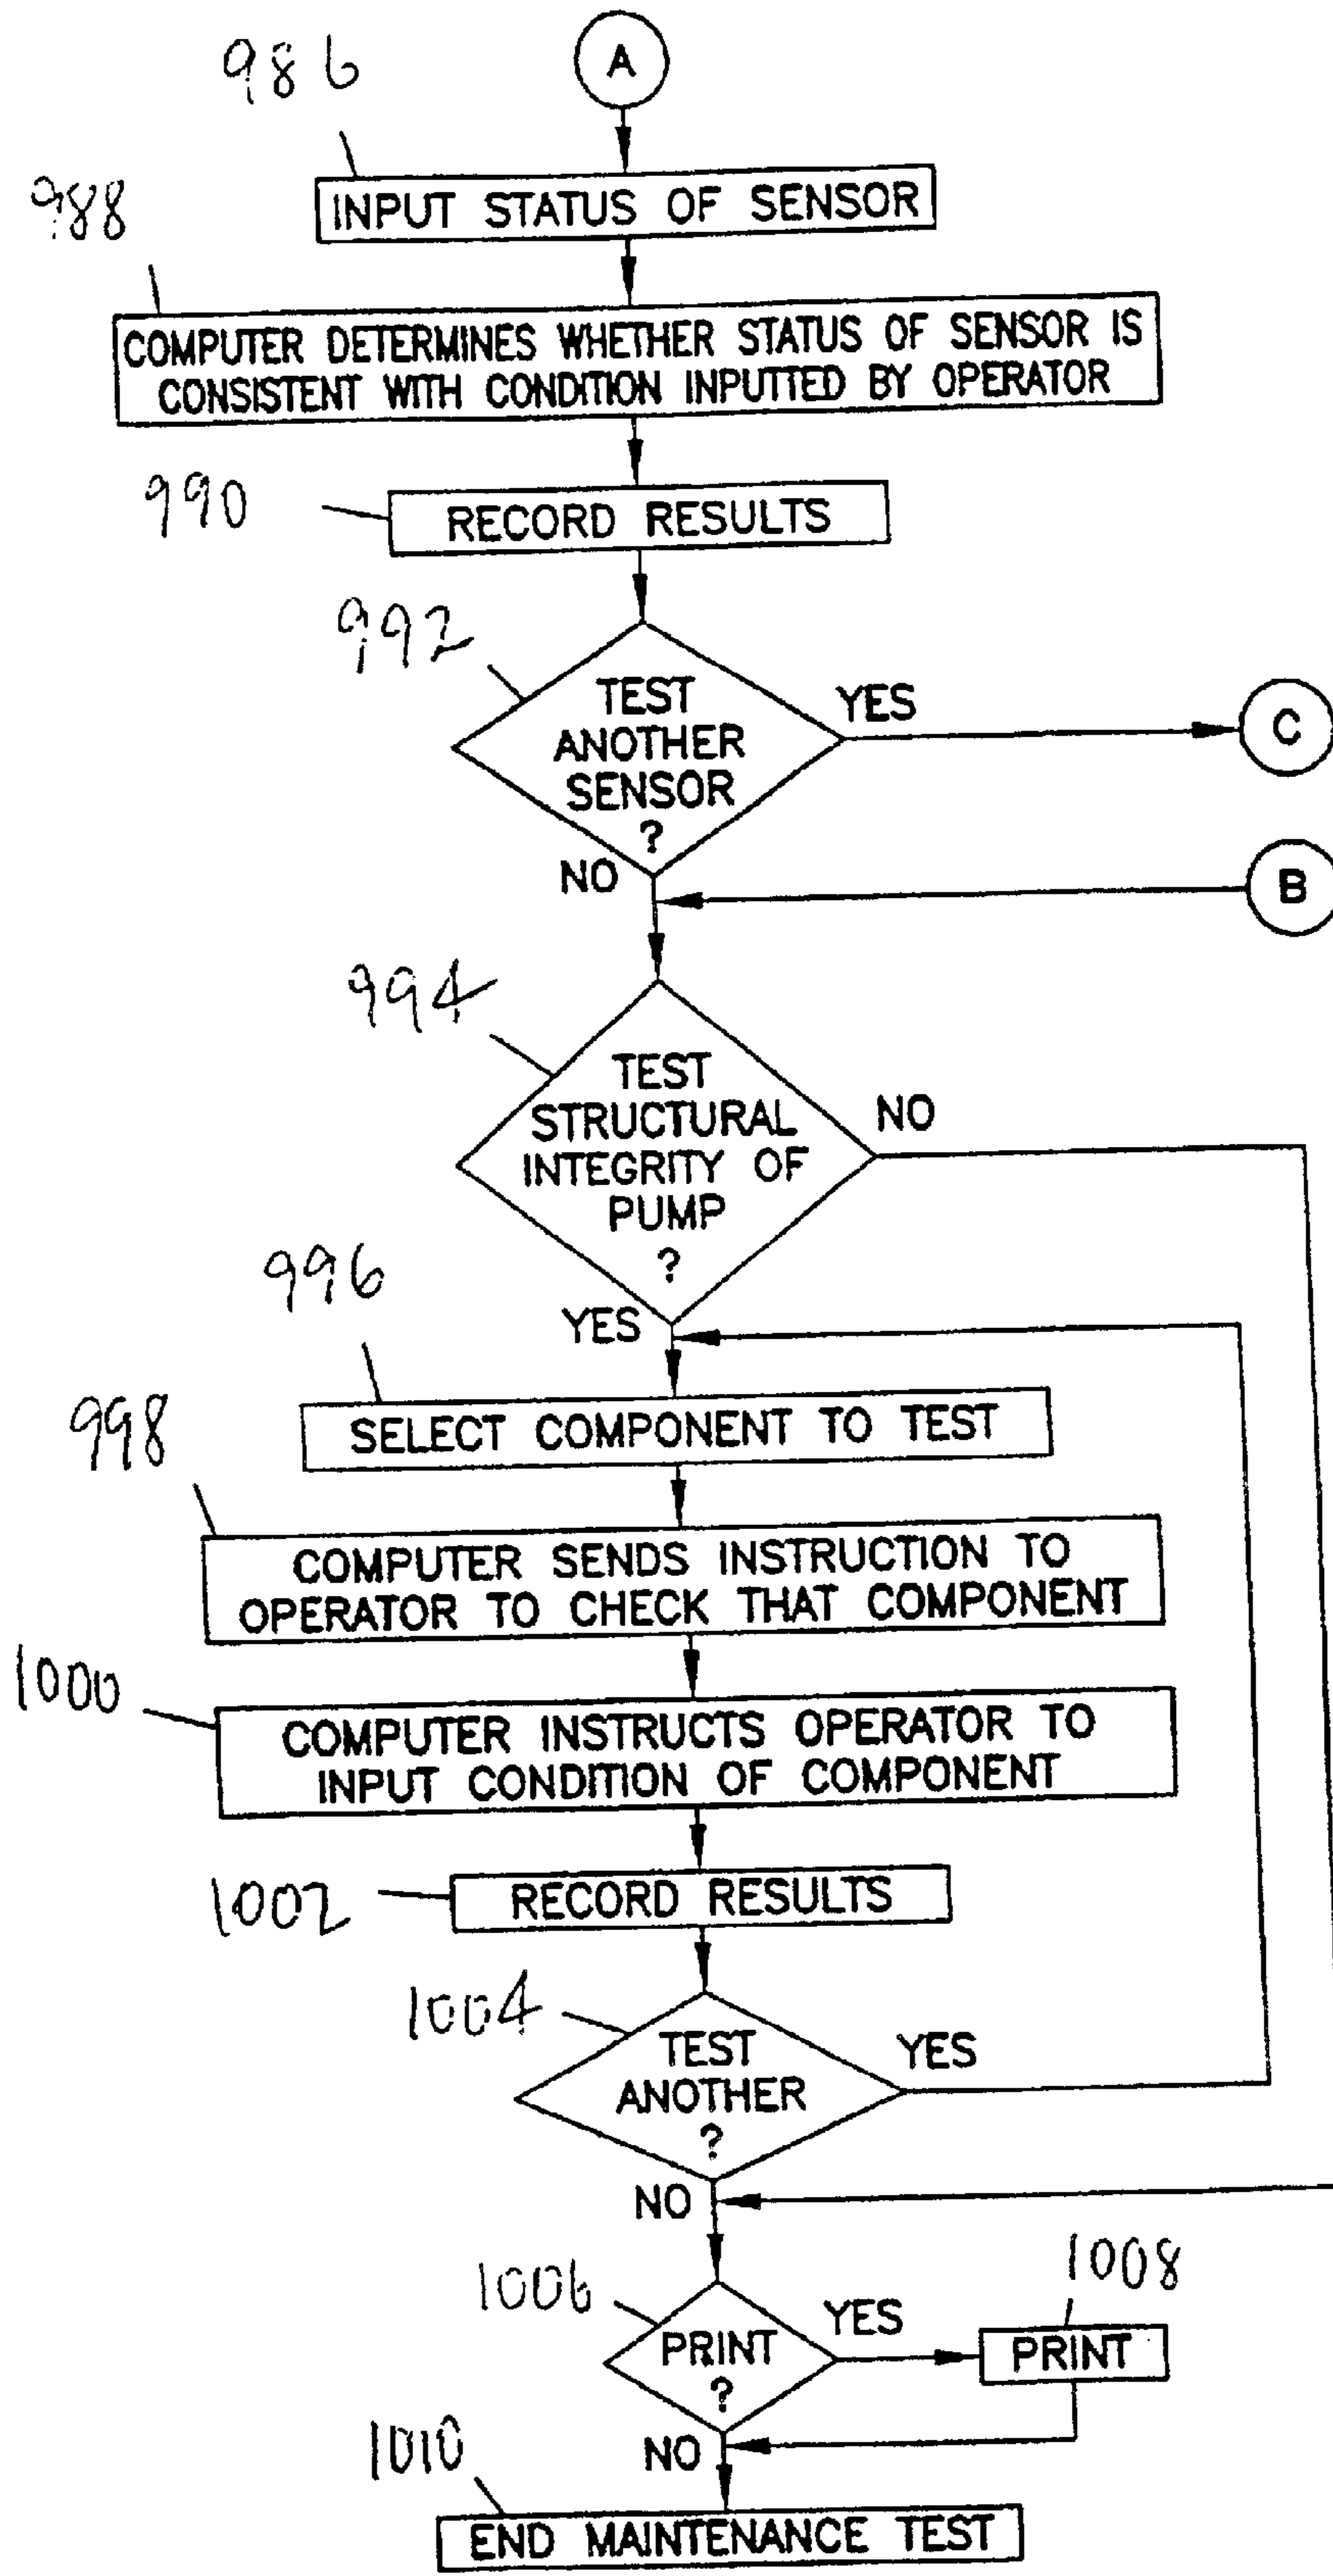 A
986
INPUT STATUS OF SENSOR
988
COMPUTER DETERMINES WHETHER STATUS OF SENSOR IS
CONSISTENT WITH CONDITION INPUTTED BY OPERATOR
990
RECORD RESULTS
992
TEST
ANOTHER
SENSOR
?
YES
C
NO
B
994
TEST
STRUCTURAL
INTEGRITY OF
PUMP
?
NO
YES
996
SELECT COMPONENT TO TEST
998
COMPUTER SENDS INSTRUCTION TO
OPERATOR TO CHECK THAT COMPONENT
1000
COMPUTER INSTRUCTS OPERATOR TO
INPUT CONDITION OF COMPONENT
1002
RECORD RESULTS
1004
TEST
ANOTHER
?
YES
NO
1006
PRINT
?
YES
1008
PRINT
NO
1010
END MAINTENANCE TEST